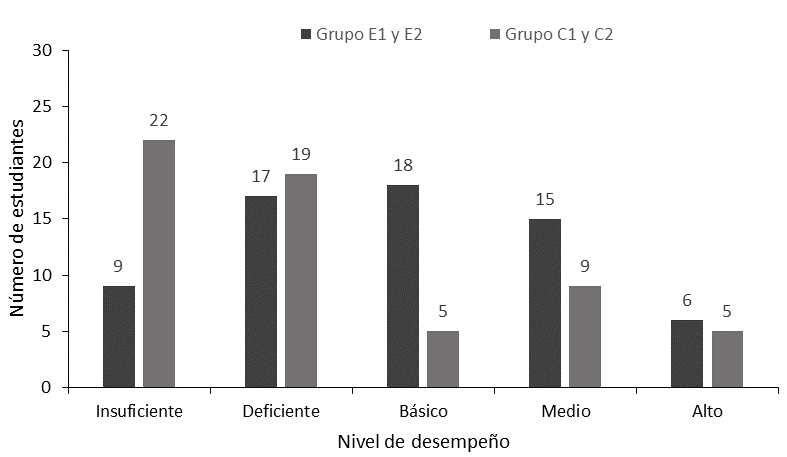 Grupo E1 y E2 Grupo C1 y C2
Número de estudiantes
30
25
20
15
10
5
0
9 22 17 19 18 5 15 9 6 5
Insuficiente Deficiente Básico Medio Alto
Nivel de desempeño